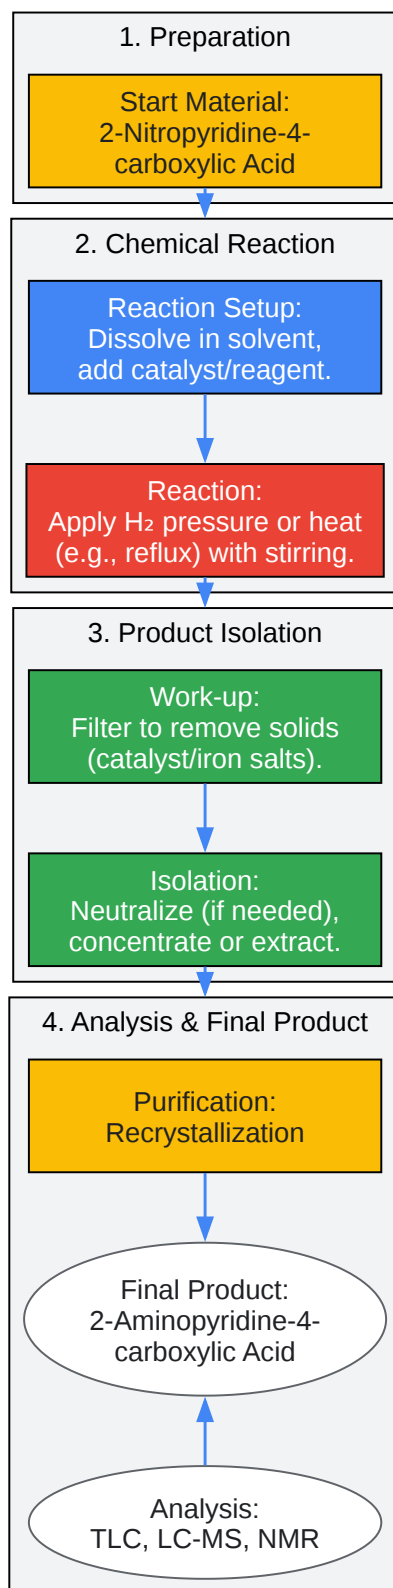 1. Preparation
Start Material:
2-Nitropyridine-4-
carboxylic Acid
2. Chemical Reaction
Reaction Setup:
Dissolve in solvent,
add catalyst/reagent.
Reaction:
Apply H₂ pressure or heat
(e.g., reflux) with stirring.
3. Product Isolation
Work-up:
Filter to remove solids
(catalyst/iron salts).
Isolation:
Neutralize (if needed),
concentrate or extract.
4. Analysis & Final Product
Purification:
Recrystallization
Final Product:
2-Aminopyridine-4-
carboxylic Acid
Analysis:
TLC, LC-MS, NMR